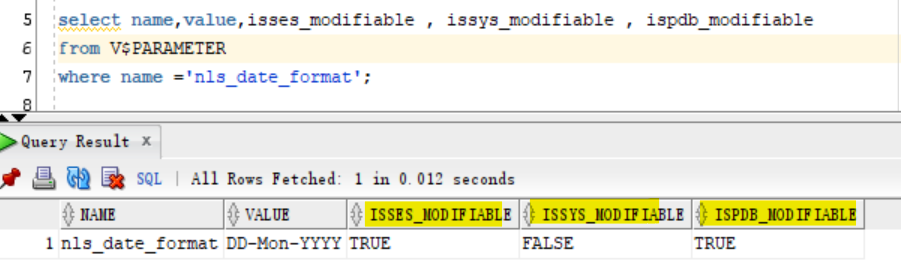 5 select name,value,isses_modifiable , issys_modifiable , ispdb_modifiable
6 from V$PARAMETER
7 where name ='nls_date_format';
8
Query Result x
SQL | All Rows Fetched: 1 in 0.012 seconds
NAME VALUE ISSES_MODIFIABLE ISSYS_MODIFIABLE ISPDB_MODIFIABLE
1 nls_date_format DD-Mon-YYYY TRUE FALSE TRUE